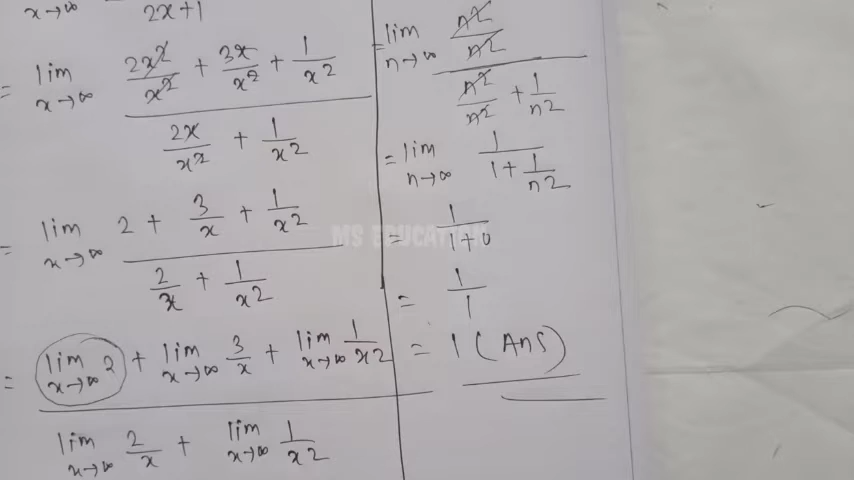 lim x→∞ 2x+1
= lim x→∞ (2x²/x² + 3x/x² + 1/x²) / (2x/x² + 1/x²)
= lim x→∞ (2 + 3/x + 1/x²) / (2/x + 1/x²)
= (lim x→∞ 2 + lim x→∞ 3/x + lim x→∞ 1/x²) / (lim x→∞ 2/x + lim x→∞ 1/x²)
= lim n→∞ (n²/n²) / (n²/n² + 1/n²)
= lim n→∞ 1 / (1 + 1/n²)
= 1/(1+0)
= 1/1
= 1 (Ans)
MS EDUCATION